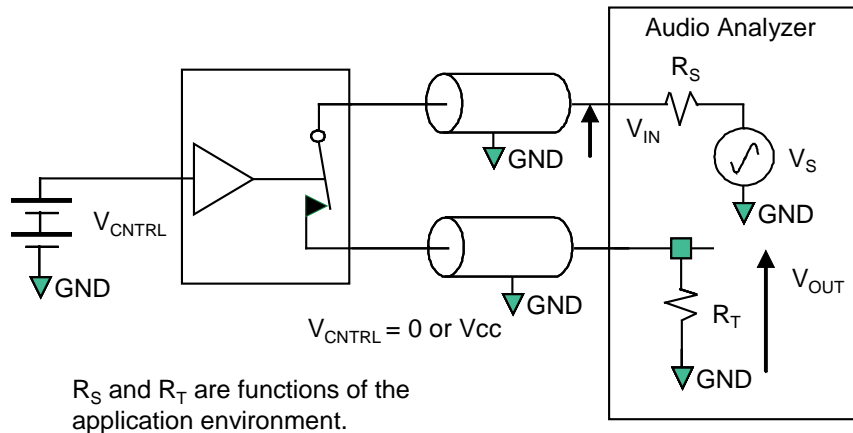 Audio Analyzer
R_S
V_IN
V_S
GND
GND
V_CNTRL
GND
GND
V_OUT
R_T
V_CNTRL = 0 or Vcc
GND
R_S and R_T are functions of the
application environment.